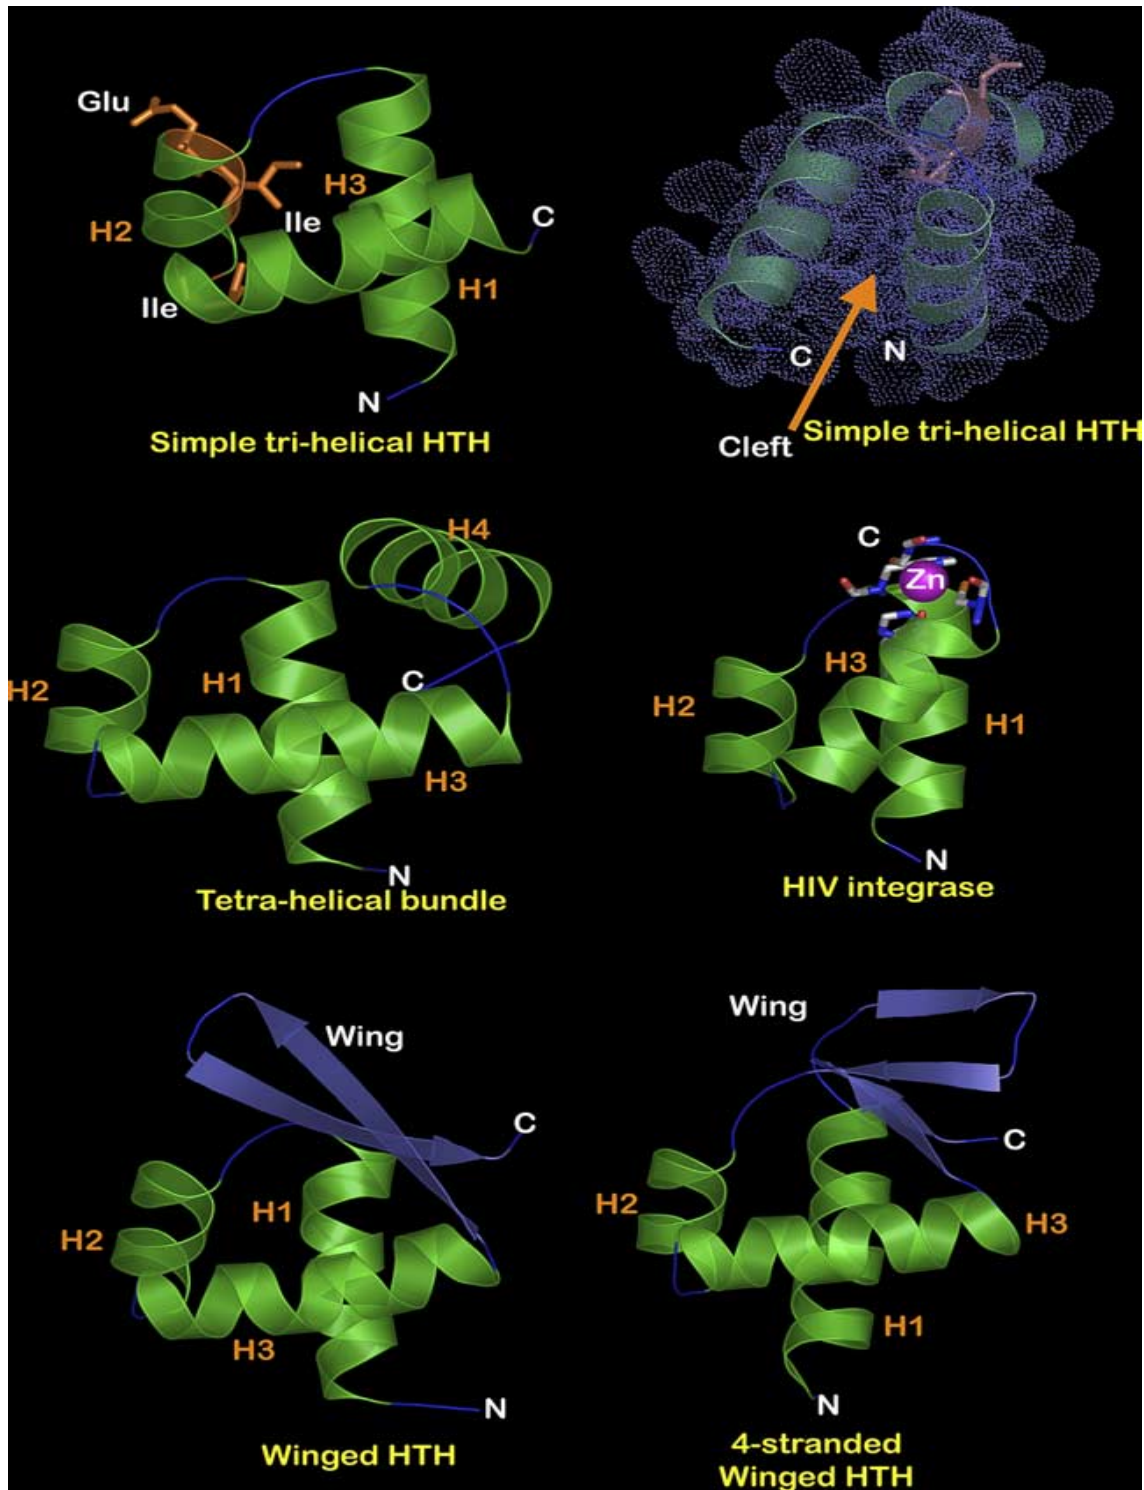 Glu
H3
Ile
H2
C
H1
Ile
N
Simple tri-helical HTH
C
N
Cleft
Simple tri-helical HTH
H4
H2
H1
C
H3
N
Tetra-helical bundle
C
Zn
H3
H2
H1
N
HIV integrase
Wing
C
H1
H2
H3
N
Winged HTH
Wing
C
H2
H3
H1
N
4-stranded
Winged HTH